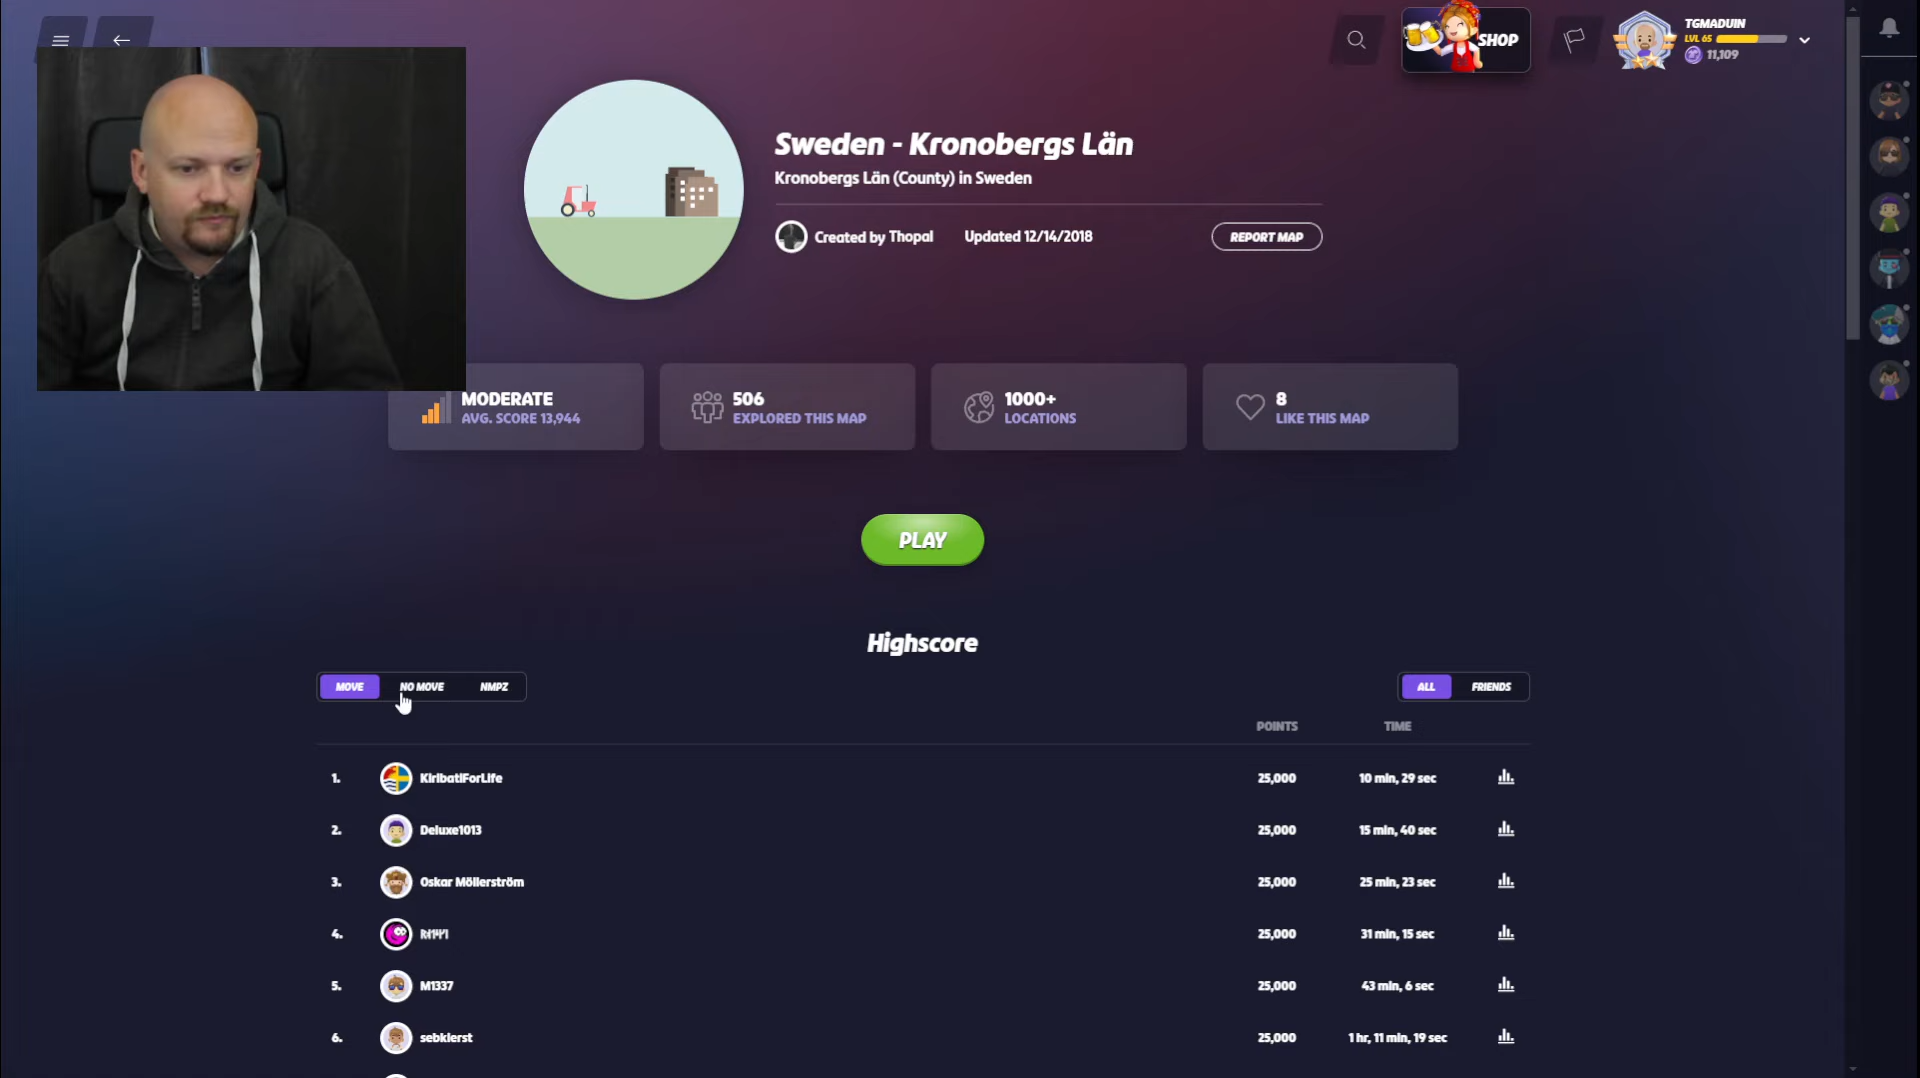 SHOP
TGMADUIN
LVL 65
11,109
Sweden - Kronobergs Län
Kronobergs Län (County) in Sweden
Created by Thopal
Updated 12/14/2018
REPORT MAP
MODERATE
AVG. SCORE 13,944
506
EXPLORED THIS MAP
1000+
LOCATIONS
8
LIKE THIS MAP
PLAY
Highscore
MOVE
NO MOVE
NMPZ
ALL
FRIENDS
POINTS
TIME
1. KiribatiForLife 25,000 10 min, 29 sec
2. Deluxe1013 25,000 15 min, 40 sec
3. Oskar Möllerström 25,000 25 min, 23 sec
4. 25,000 31 min, 15 sec
5. M1337 25,000 43 min, 6 sec
6. sebklerst 25,000 1 hr, 11 min, 19 sec